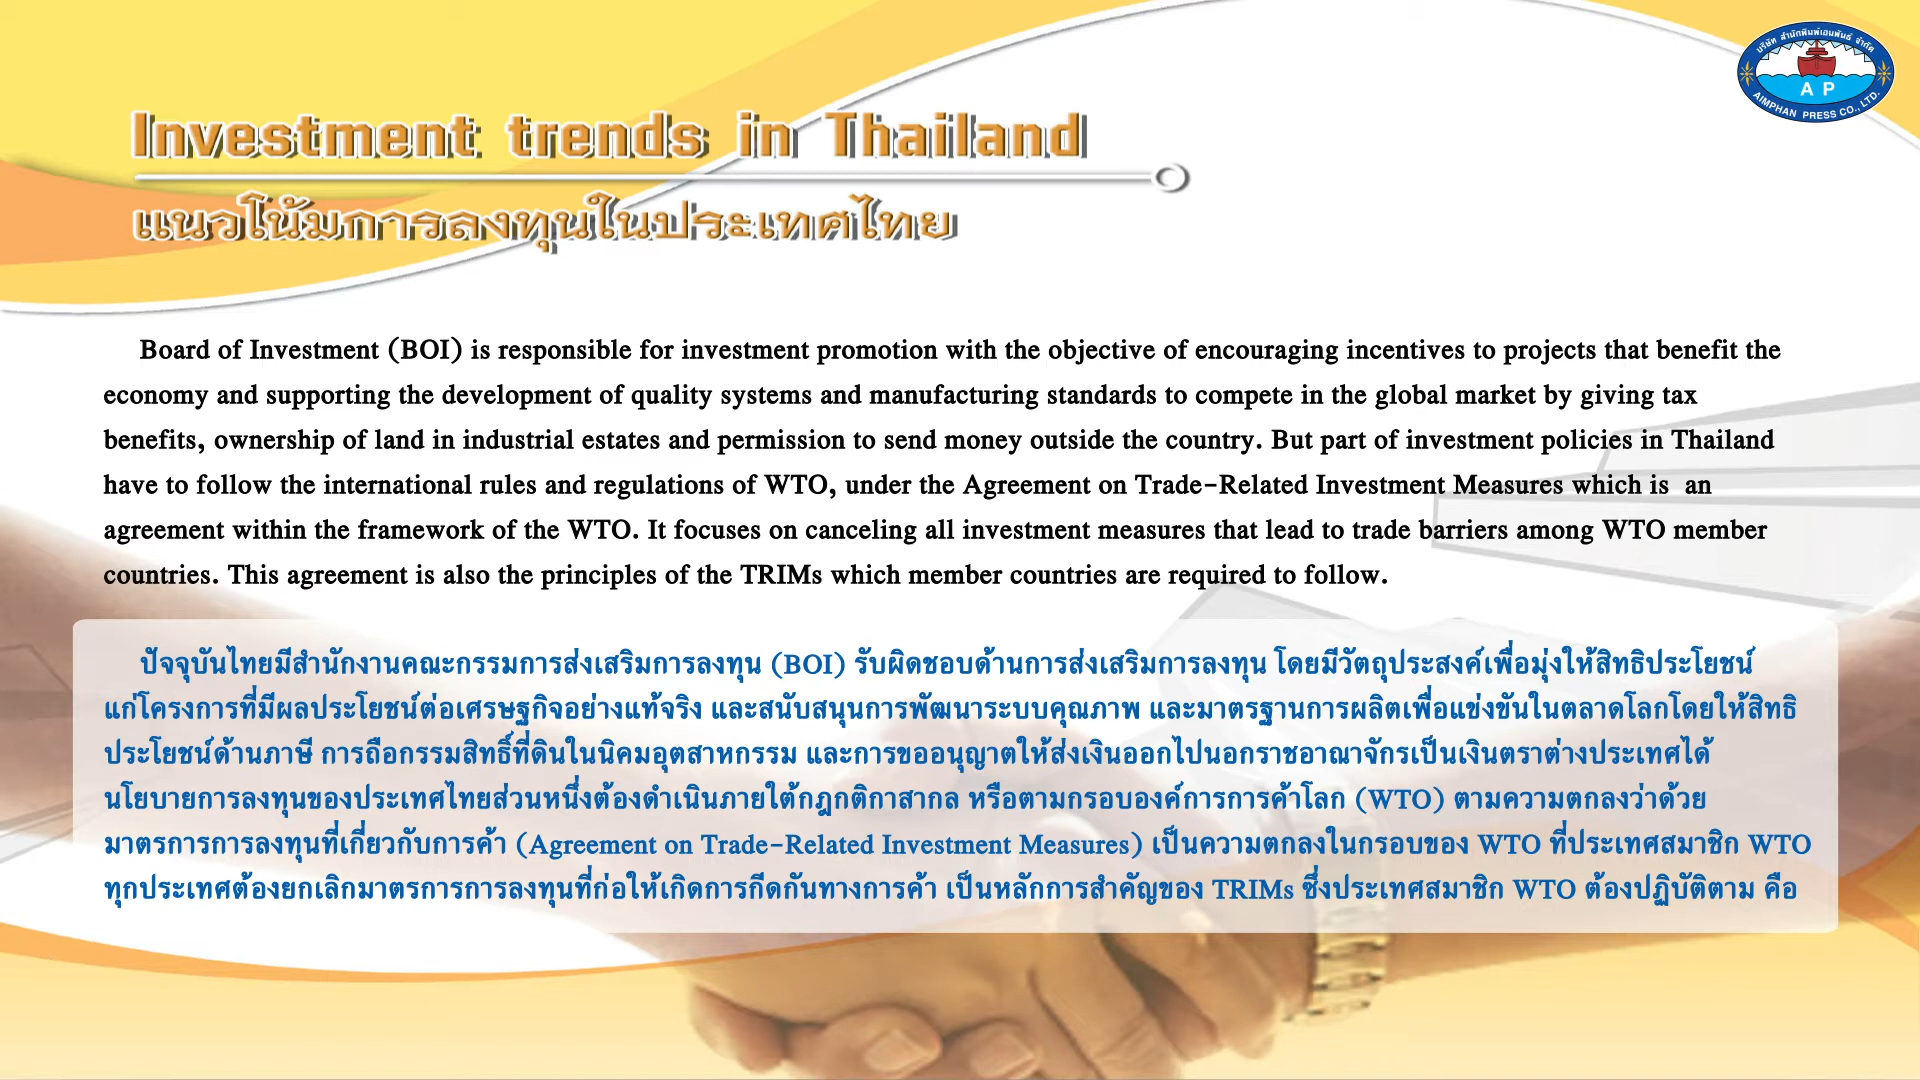 บริษัท สำนักพิมพ์เอมพันธ์ จำกัด
A P
AIMPHAN PRESS CO., LTD.
Investment trends in Thailand
แนวโน้มการลงทุนในประเทศไทย
Board of Investment (BOI) is responsible for investment promotion with the objective of encouraging incentives to projects that benefit the
economy and supporting the development of quality systems and manufacturing standards to compete in the global market by giving tax
benefits, ownership of land in industrial estates and permission to send money outside the country. But part of investment policies in Thailand
have to follow the international rules and regulations of WTO, under the Agreement on Trade-Related Investment Measures which is  an
agreement within the framework of the WTO. It focuses on canceling all investment measures that lead to trade barriers among WTO member
countries. This agreement is also the principles of the TRIMs which member countries are required to follow.
ปัจจุบันไทยมีสำนักงานคณะกรรมการส่งเสริมการลงทุน (BOI) รับผิดชอบด้านการส่งเสริมการลงทุน โดยมีวัตถุประสงค์เพื่อมุ่งให้สิทธิประโยชน์
แก่โครงการที่มีผลประโยชน์ต่อเศรษฐกิจอย่างแท้จริง และสนับสนุนการพัฒนาระบบคุณภาพ และมาตรฐานการผลิตเพื่อแข่งขันในตลาดโลกโดยให้สิทธิ
ประโยชน์ด้านภาษี การถือกรรมสิทธิ์ที่ดินในนิคมอุตสาหกรรม และการขออนุญาตให้ส่งเงินออกไปนอกราชอาณาจักรเป็นเงินตราต่างประเทศได้
นโยบายการลงทุนของประเทศไทยส่วนหนึ่งต้องดำเนินภายใต้กฎกติกาสากล หรือตามกรอบองค์การการค้าโลก (WTO) ตามความตกลงว่าด้วย
มาตรการการลงทุนที่เกี่ยวกับการค้า (Agreement on Trade-Related Investment Measures) เป็นความตกลงในกรอบของ WTO ที่ประเทศสมาชิก WTO
ทุกประเทศต้องยกเลิกมาตรการการลงทุนที่ก่อให้เกิดการกีดกันทางการค้า เป็นหลักการสำคัญของ TRIMs ซึ่งประเทศสมาชิก WTO ต้องปฏิบัติตาม คือ